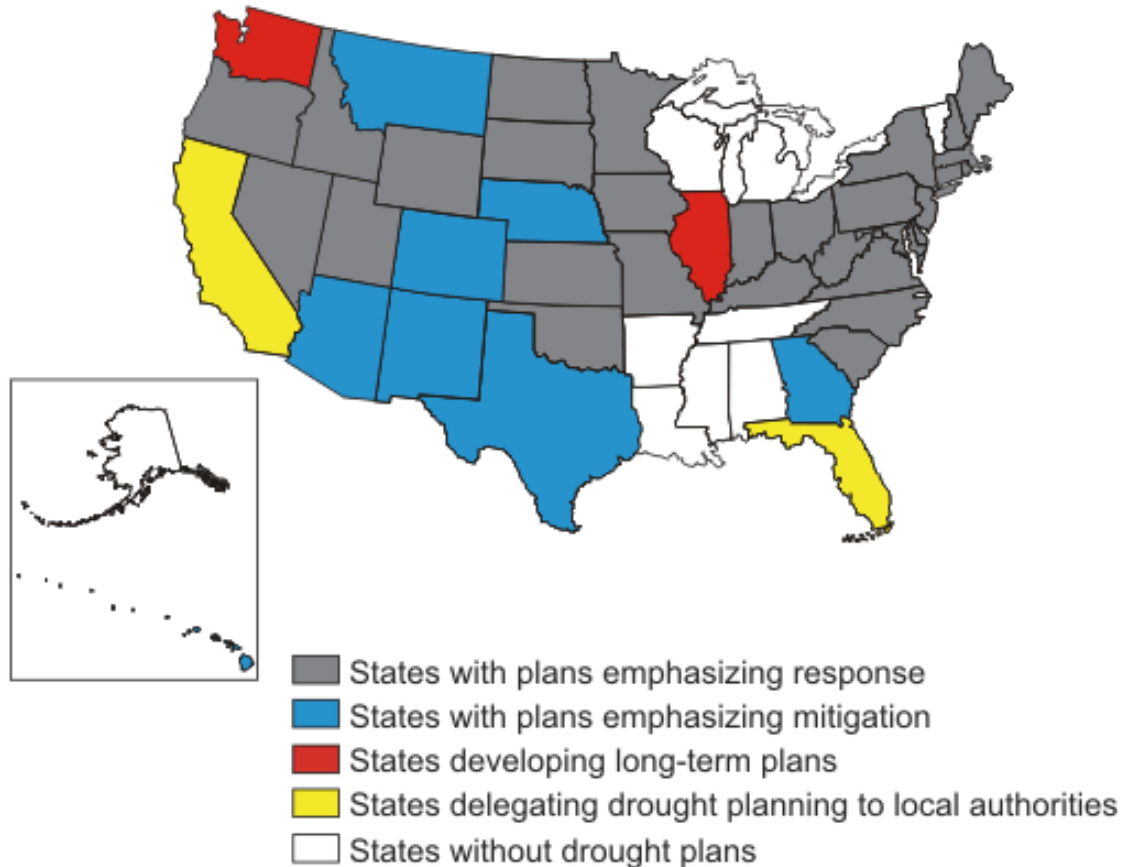 States with plans emphasizing response
States with plans emphasizing mitigation
States developing long-term plans
States delegating drought planning to local authorities
States without drought plans